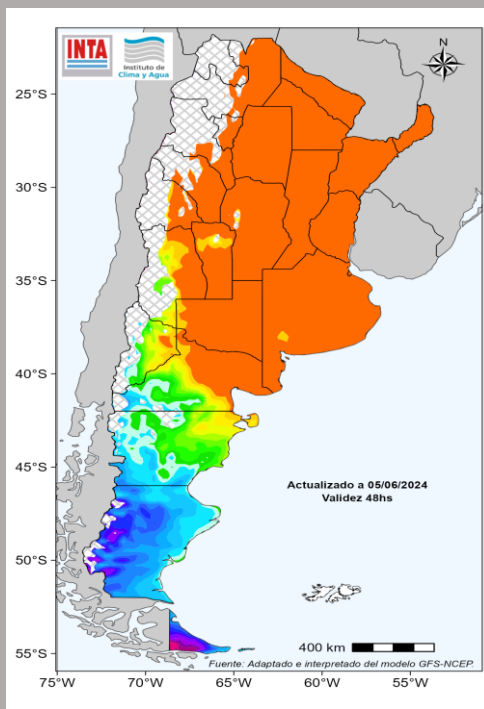 INTA
Instituto de
Clima y Agua
N
25°S
30°S
35°S
40°S
45°S
50°S
55°S
Actualizado a 05/06/2024
Validez 48hs
400 km
Fuente: Adaptado e interpretado del modelo GFS-NCEP.
75°W
70°W
65°W
60°W
55°W